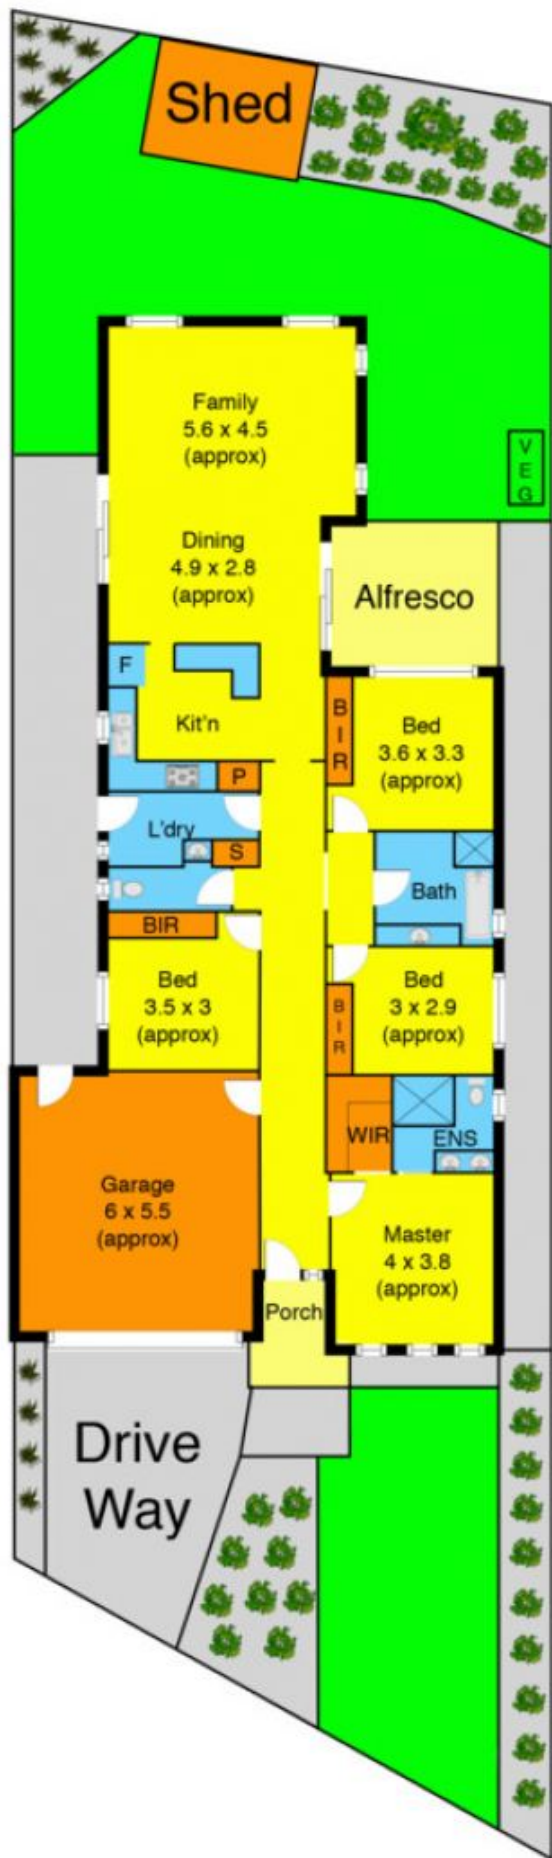 Shed
Family
5.6 x 4.5
(approx)
V
E
G
Dining
4.9 x 2.8
(approx)
Alfresco
F
Kit'n
B
I
R
Bed
3.6 x 3.3
(approx)
P
L'dry
S
Bath
BIR
Bed
3.5 x 3
(approx)
B
I
R
Bed
3 x 2.9
(approx)
WIR
ENS
Garage
6 x 5.5
(approx)
Master
4 x 3.8
(approx)
Porch
Drive
Way